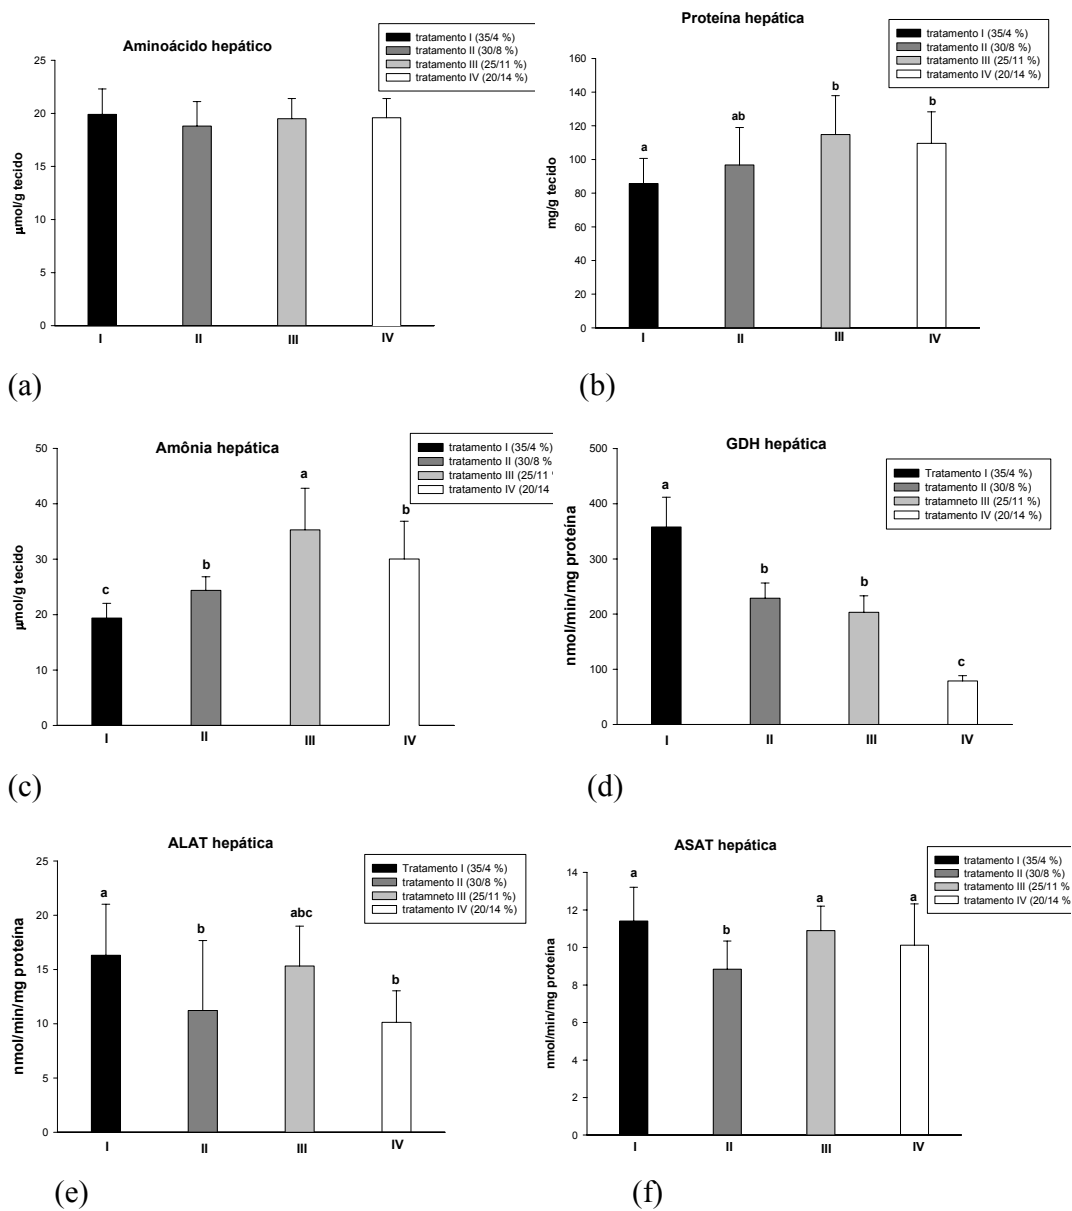 Aminoácido hepático
tratamento I (35/4 %)
tratamento II (30/8 %)
tratamento III (25/11 %)
tratamento IV (20/14 %)
µmol/g tecido
25
20
15
10
5
0
I
II
III
IV
(a)
Proteína hepática
tratamento I (35/4 %)
tratamento II (30/8 %)
tratamento III (25/11 %)
tratamento IV (20/14 %)
mg/g tecido
160
140
120
100
80
60
40
20
0
a
ab
b
b
I
II
III
IV
(b)
Amônia hepática
tratamento I (35/4 %)
tratamento II (30/8 %
tratamento III (25/11
tratamento IV (20/14
µmol/g tecido
50
40
30
20
10
0
c
b
a
b
I
II
III
IV
(c)
GDH hepática
Tratamento I (35/4 %)
tratamento II (30/8 %)
tratamneto III (25/11 %)
tratamento IV (20/14 %)
nmol/min/mg proteína
500
400
300
200
100
0
a
b
b
c
I
II
III
IV
(d)
ALAT hepática
Tratamento I (35/4 %)
tratamento II (30/8 %)
tratamneto III (25/11 %)
tratamento IV (20/14 %)
nmol/min/mg proteína
25
20
15
10
5
0
a
b
abc
b
I
II
III
IV
(e)
ASAT hepática
tratamento I (35/4 %)
tratamento II (30/8 %)
tratamento III (25/11 %)
tratamento IV (20/14 %)
nmol/min/mg proteína
14
12
10
8
6
4
2
0
a
b
a
a
I
II
III
IV
(f)